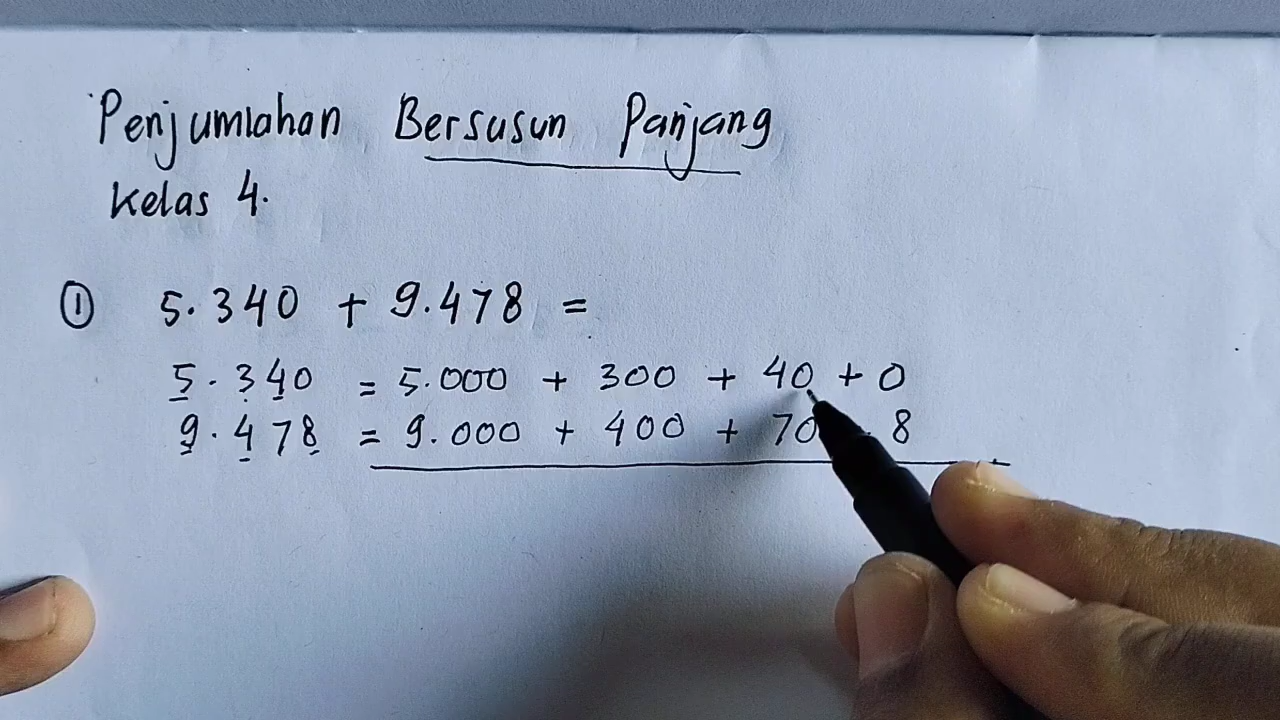 Penjumlahan Bersusun Panjang
Kelas 4.
① 5.340 + 9.478 =
5.340 = 5.000 + 300 + 40 + 0
9.478 = 9.000 + 400 + 70 8